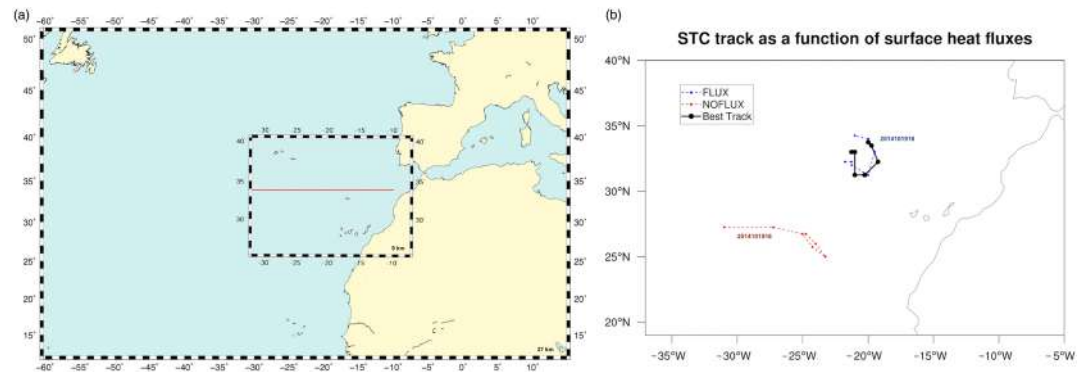 (a)
−60° −55° −50° −45° −40° −35° −30° −25° −20° −15° −10° −5° 0° 5° 10° 15°
50° 50°
45° 45°
40° 40°
35° 35°
30° 30°
25° 25°
20° 20°
15° 15°
−30 −25 −20 −15 −10
40 40
35 35
30 30
−30 −25 −20 −15 −10
9 km
27 km
−60° −55° −50° −45° −40° −35° −30° −25° −20° −15° −10° −5° 0° 5° 10° 15°
(b)
STC track as a function of surface heat fluxes
40°N
35°N
30°N
25°N
20°N
FLUX
NOFLUX
Best Track
2014101918
2014101918
−35°W −30°W −25°W −20°W −15°W −10°W −5°W